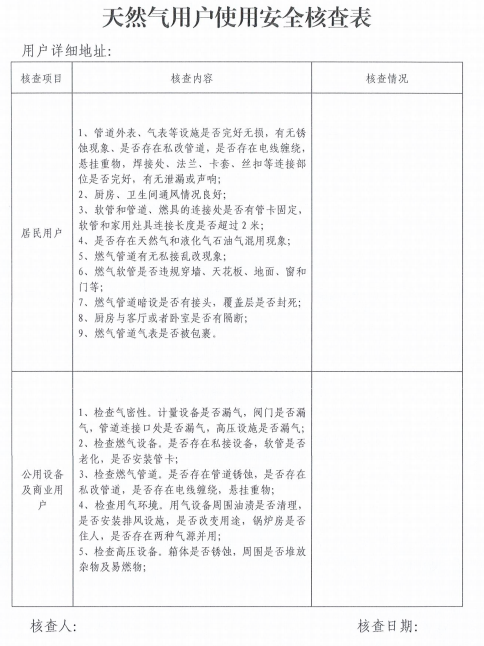 天然气用户使用安全核查表
用户详细地址:
核查项目
核查内容
核查情况
居民用户
1、管道外表、气表等设施是否完好无损，有无锈
蚀现象、是否存在私改管道，是否存在电线缠绕，
悬挂重物，焊接处、法兰、卡套、丝扣等连接部
位是否完好，有无泄漏或声响；
2、厨房、卫生间通风情况良好；
3、软管和管道、燃具的连接处是否有管卡固定，
软管和家用灶具连接长度是否超过2米；
4、是否存在天然气和液化气石油气混用现象；
5、燃气管道有无私接乱改现象；
6、燃气软管是否违规穿墙、天花板、地面、窗和
门等；
7、燃气管道暗设是否有接头，覆盖层是否封死；
8、厨房与客厅或者卧室是否有隔断；
9、燃气管道气表是否被包裹。
公用设备
及商业用
户
1、检查气密性。计量设备是否漏气，阀门是否漏
气，管道连接口处是否漏气，高压设施是否漏气；
2、检查燃气设备。是否存在私接设备，软管是否
老化，是否安装管卡；
3、检查燃气管道。是否存在管道锈蚀，是否存在
私改管道，是否存在电线缠绕，悬挂重物；
4、检查用气环境。用气设备周围油渍是否清理，
是否安装排风设施，是否改变用途，锅炉房是否
住人，是否存在两种气源并用；
5、检查高压设备。箱体是否锈蚀，周围是否堆放
杂物及易燃物；
核查人:
核查日期: